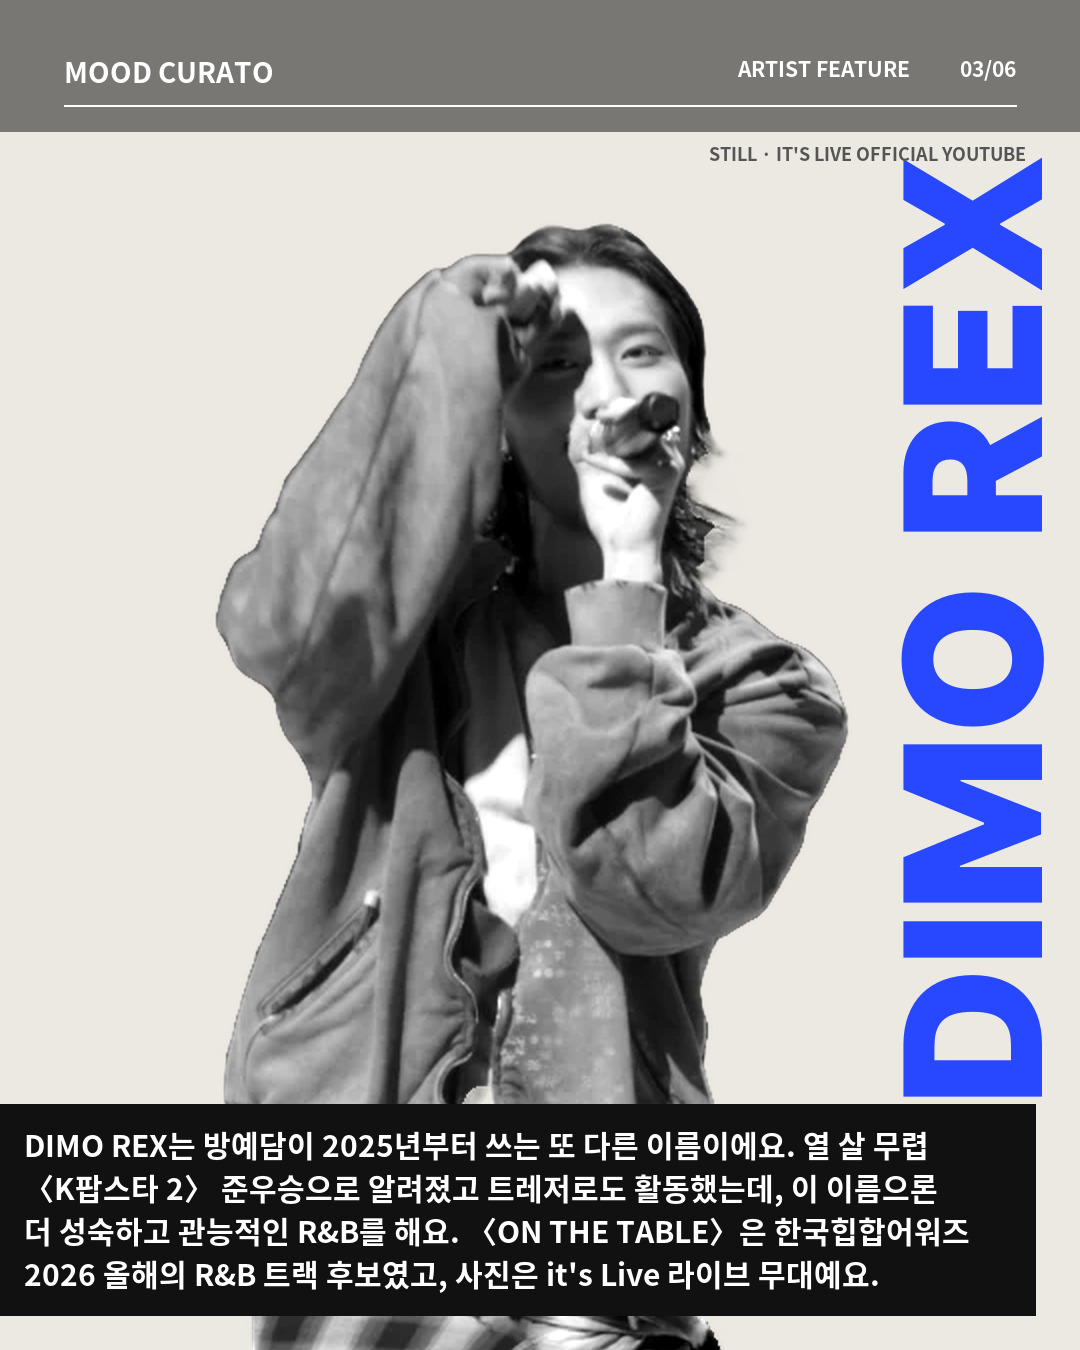 MOOD CURATO
ARTIST FEATURE 03/06
STILL · IT'S LIVE OFFICIAL YOUTUBE
DIMO REX
DIMO REX는 방예담이 2025년부터 쓰는 또 다른 이름이에요. 열 살 무렵
〈K팝스타 2〉 준우승으로 알려졌고 트레저로도 활동했는데, 이 이름으론
더 성숙하고 관능적인 R&B를 해요. 〈ON THE TABLE〉은 한국힙합어워즈
2026 올해의 R&B 트랙 후보였고, 사진은 it's Live 라이브 무대예요.